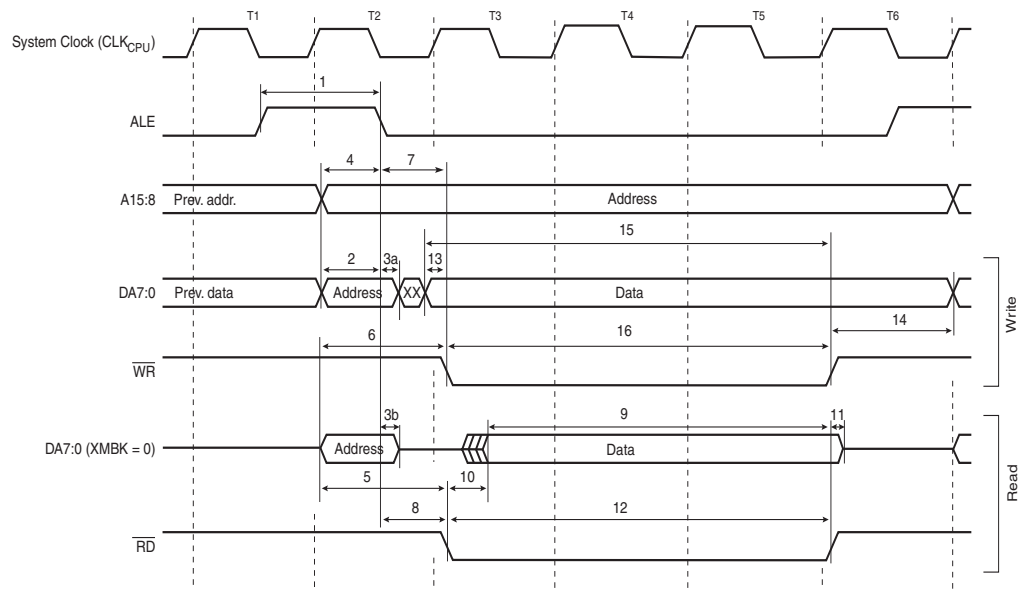 T1 T2 T3 T4 T5 T6
System Clock (CLKCPU)
1
ALE
4 7
A15:8 Prev. addr. Address
15
2 3a 13
DA7:0 Prev. data Address XX Data
14
6 16
WR
Write
3b 9 11
DA7:0 (XMBK = 0) Address Data
5 10
8 12
RD
Read